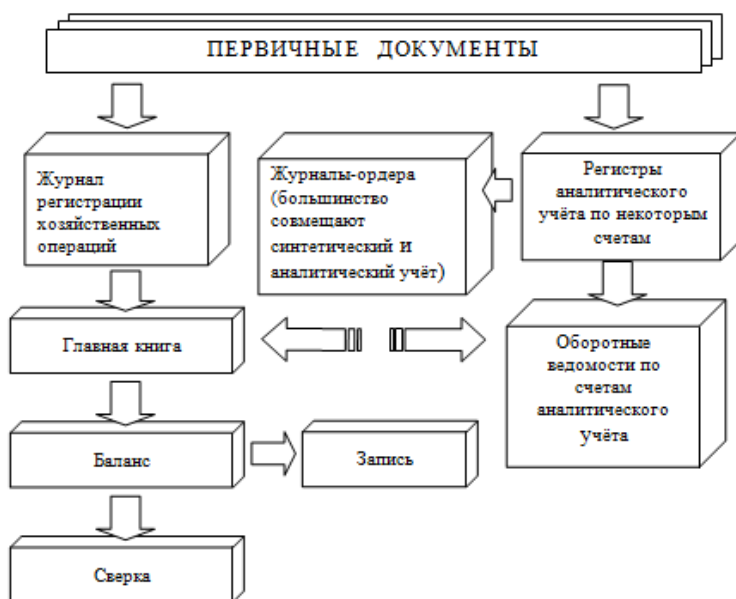 ПЕРВИЧНЫЕ ДОКУМЕНТЫ
Журнал
регистрации
хозяйственных
операций
Журналы-ордера
(большинство
совмещают
синтетический и
аналитический учёт)
Регистры
аналитического
учёта по некоторым
счетам
Главная книга
Оборотные
ведомости по
счетам
аналитического
учёта
Баланс
Запись
Сверка